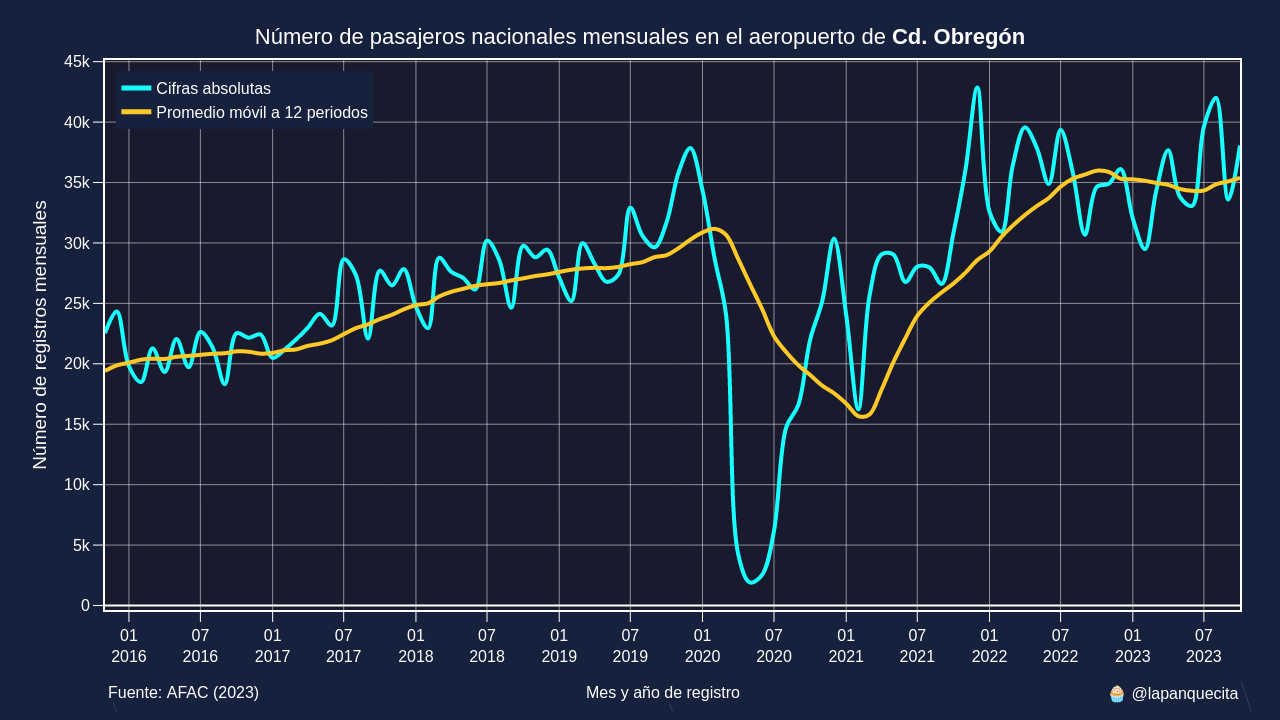 Número de pasajeros nacionales mensuales en el aeropuerto de Cd. Obregón
Cifras absolutas
Promedio móvil a 12 periodos
Número de registros mensuales
45k
40k
35k
30k
25k
20k
15k
10k
5k
0
01 07 01 07 01 07 01 07 01 07 01 07 01 07 01 07
2016 2016 2017 2017 2018 2018 2019 2019 2020 2020 2021 2021 2022 2022 2023 2023
Fuente: AFAC (2023) Mes y año de registro 🧁 @lapanquecita